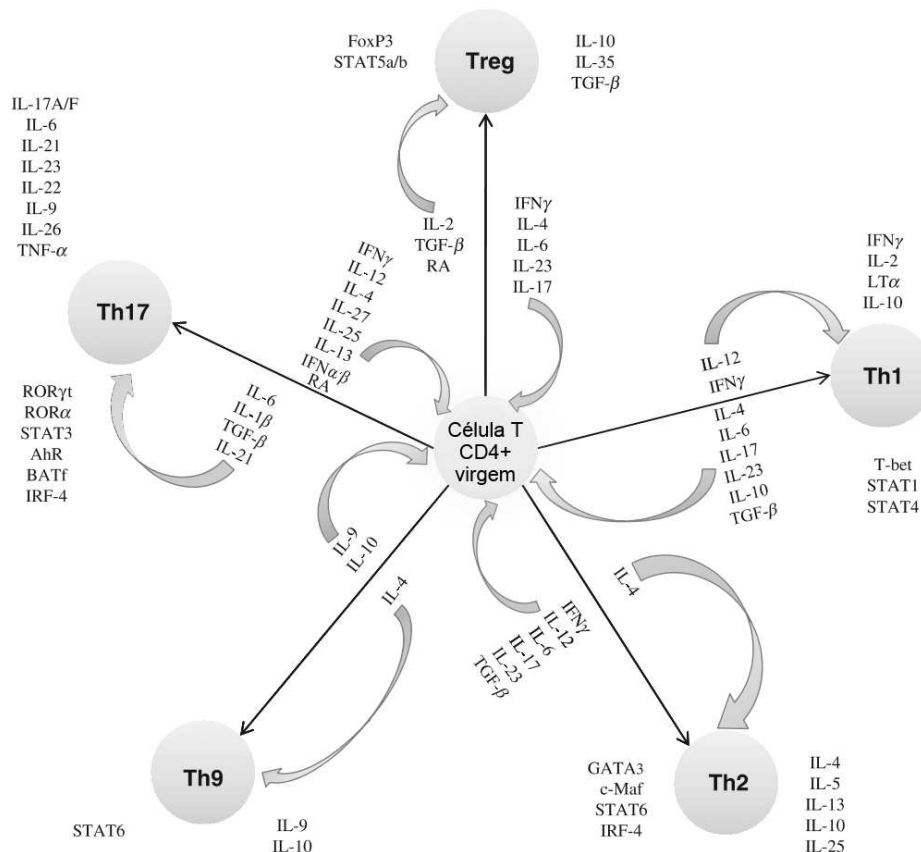 FoxP3
STAT5a/b
Treg
IL-10
IL-35
TGF-β
IL-17A/F
IL-6
IL-21
IL-23
IL-22
IL-9
IL-26
TNF-α
Th17
RORγt
RORα
STAT3
AhR
BATf
IRF-4
IL-6
IL-1β
TGF-β
IL-21
IFNγ
IL-12
IL-4
IL-27
IL-25
IL-13
IFNαβ
RA
IL-2
TGF-β
RA
IFNγ
IL-4
IL-6
IL-23
IL-17
IFNγ
IL-2
LTα
IL-10
Th1
T-bet
STAT1
STAT4
IL-12
IFNγ
IL-4
IL-6
IL-17
IL-23
IL-10
TGF-β
Célula T
CD4+
virgem
IL-9
IL-10
IL-4
Th9
STAT6
IL-9
IL-10
IFNγ
IL-12
IL-6
IL-17
IL-23
TGF-β
IL-4
GATA3
c-Maf
STAT6
IRF-4
Th2
IL-4
IL-5
IL-13
IL-10
IL-25